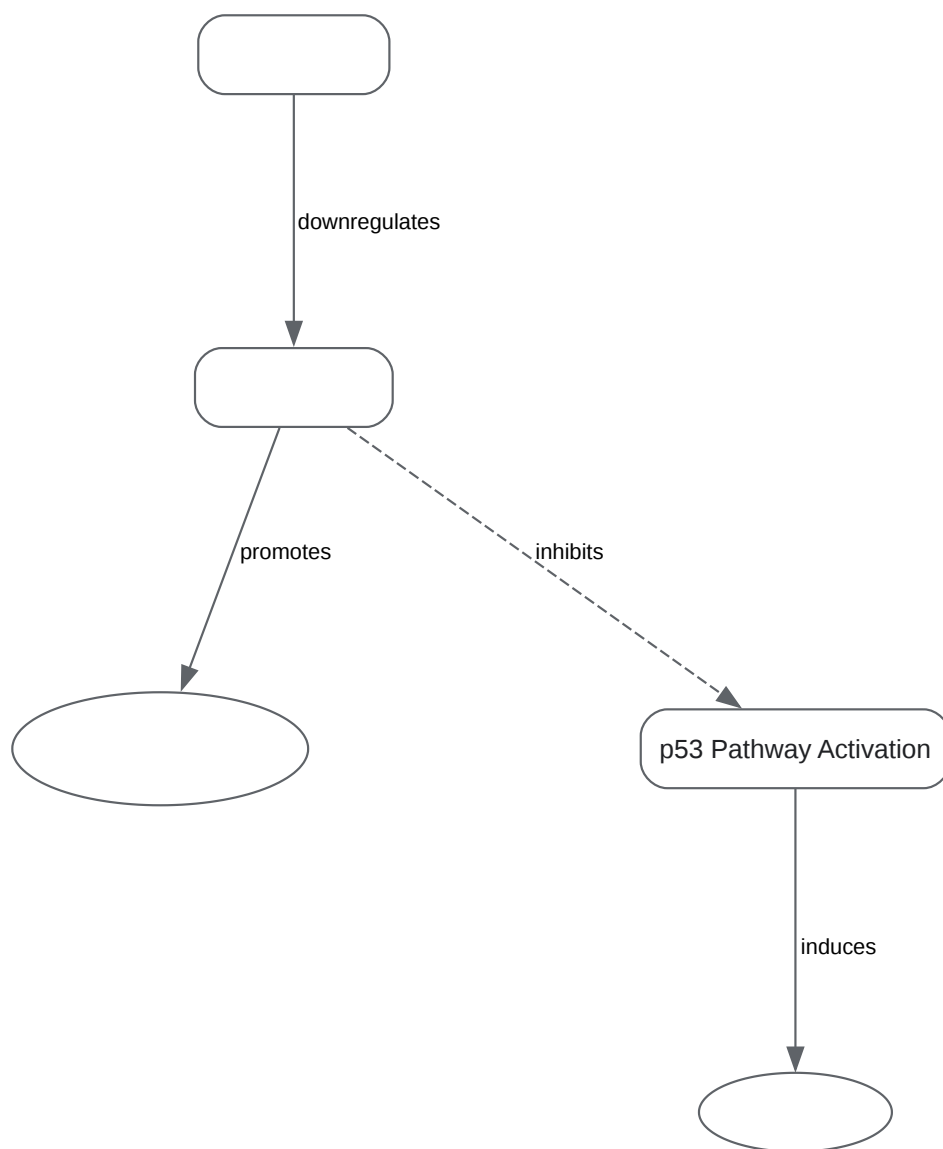 downregulates
promotes
inhibits
p53 Pathway Activation
induces